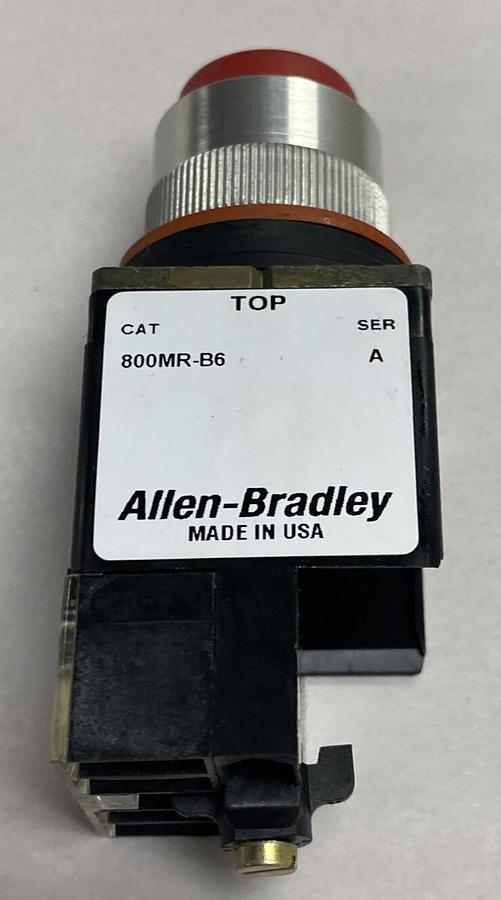 TOP
CAT SER
800MR-B6 A
Allen-Bradley
MADE IN USA